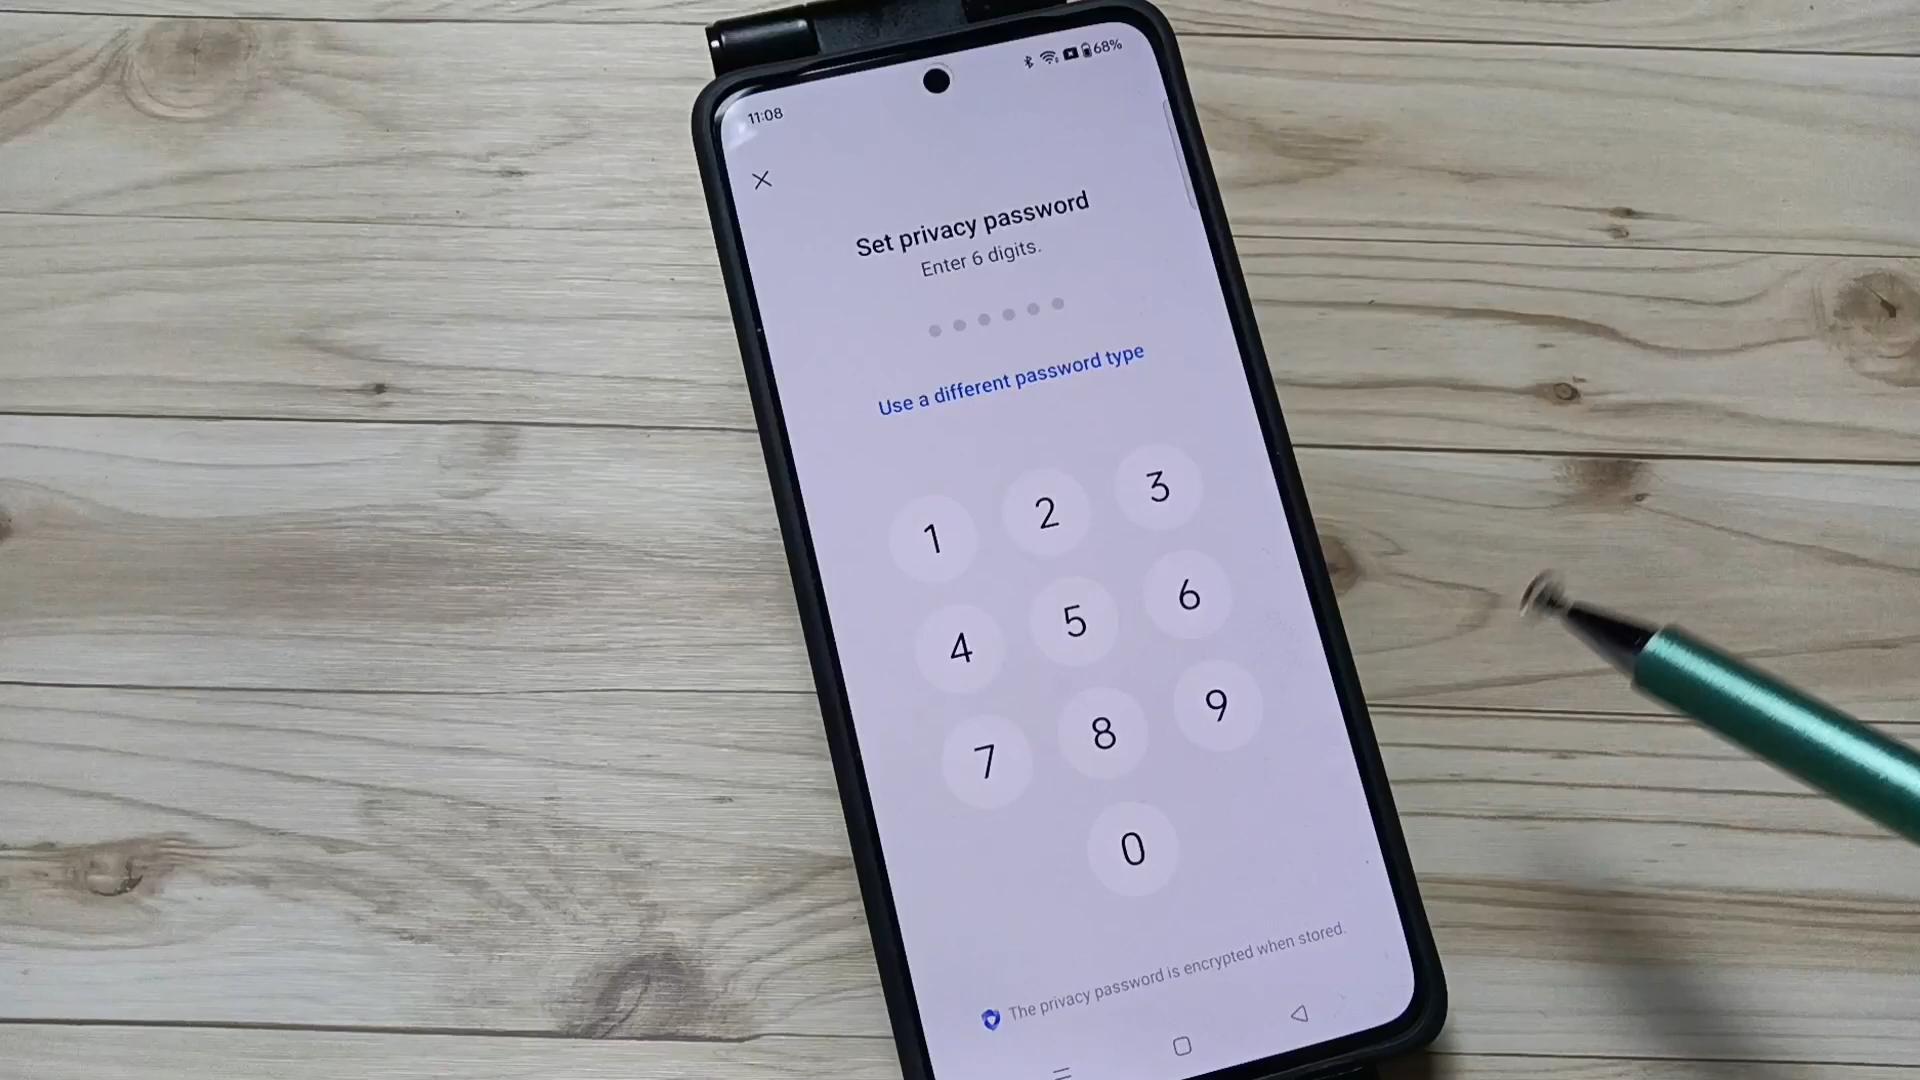 11:08
68%
Set privacy password
Enter 6 digits.
Use a different password type
1 2 3
4 5 6
7 8 9
0
The privacy password is encrypted when stored.